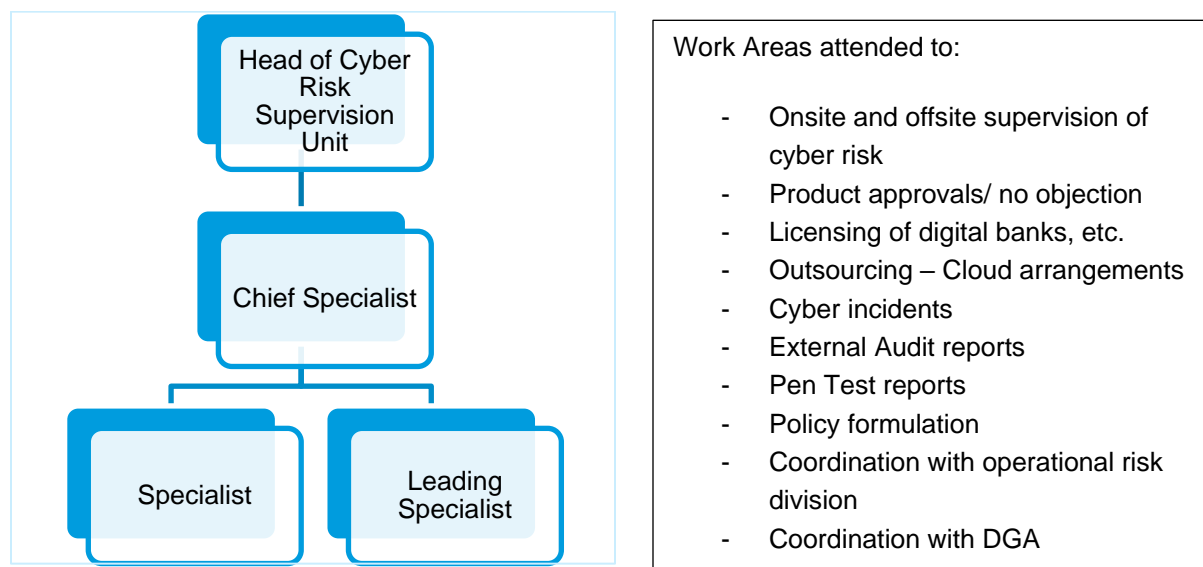 Head of Cyber
Risk
Supervision
Unit
Chief Specialist
Specialist
Leading
Specialist
Work Areas attended to:
- Onsite and offsite supervision of
cyber risk
- Product approvals/ no objection
- Licensing of digital banks, etc.
- Outsourcing – Cloud arrangements
- Cyber incidents
- External Audit reports
- Pen Test reports
- Policy formulation
- Coordination with operational risk
division
- Coordination with DGA